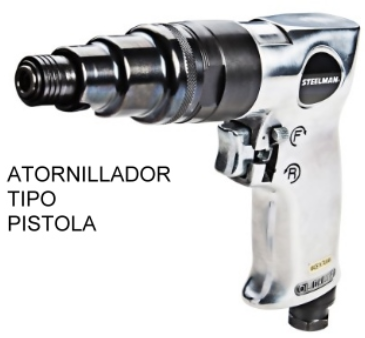 STEELMAN
F
R
ATORNILLADOR
TIPO
PISTOLA